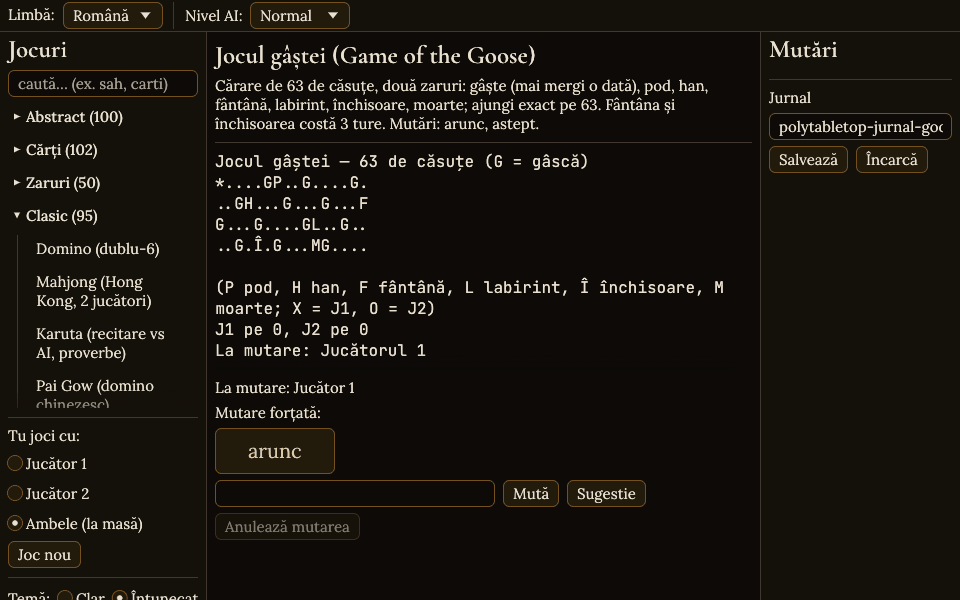 Limbă: Română ▼ Nivel AI: Normal ▼
Jocuri
caută... (ex. sah, carti)
▸ Abstract (100)
▸ Cărți (102)
▸ Zaruri (50)
▾ Clasic (95)
Domino (dublu-6)
Mahjong (Hong
Kong, 2 jucători)
Karuta (recitare vs
AI, proverbe)
Pai Gow (domino
chinezesc)
Tu joci cu:
Jucător 1
Jucător 2
Ambele (la masă)
Joc nou
Temă: Clar Întunecat
Jocul gâștei (Game of the Goose)
Cărare de 63 de căsuțe, două zaruri: gâște (mai mergi o dată), pod, han,
fântână, labirint, închisoare, moarte; ajungi exact pe 63. Fântâna și
închisoarea costă 3 ture. Mutări: arunc, astept.
Jocul gâștei — 63 de căsuțe (G = gâscă)
*....GP..G....G.
..GH...G...G...F
G...G....GL..G..
..G.Î.G...MG....
(P pod, H han, F fântână, L labirint, Î închisoare, M
moarte; X = J1, O = J2)
J1 pe 0, J2 pe 0
La mutare: Jucătorul 1
La mutare: Jucător 1
Mutare forțată:
arunc
Mută Sugestie
Anulează mutarea
Mutări
Jurnal
polytabletop-jurnal-goo
Salvează Încarcă